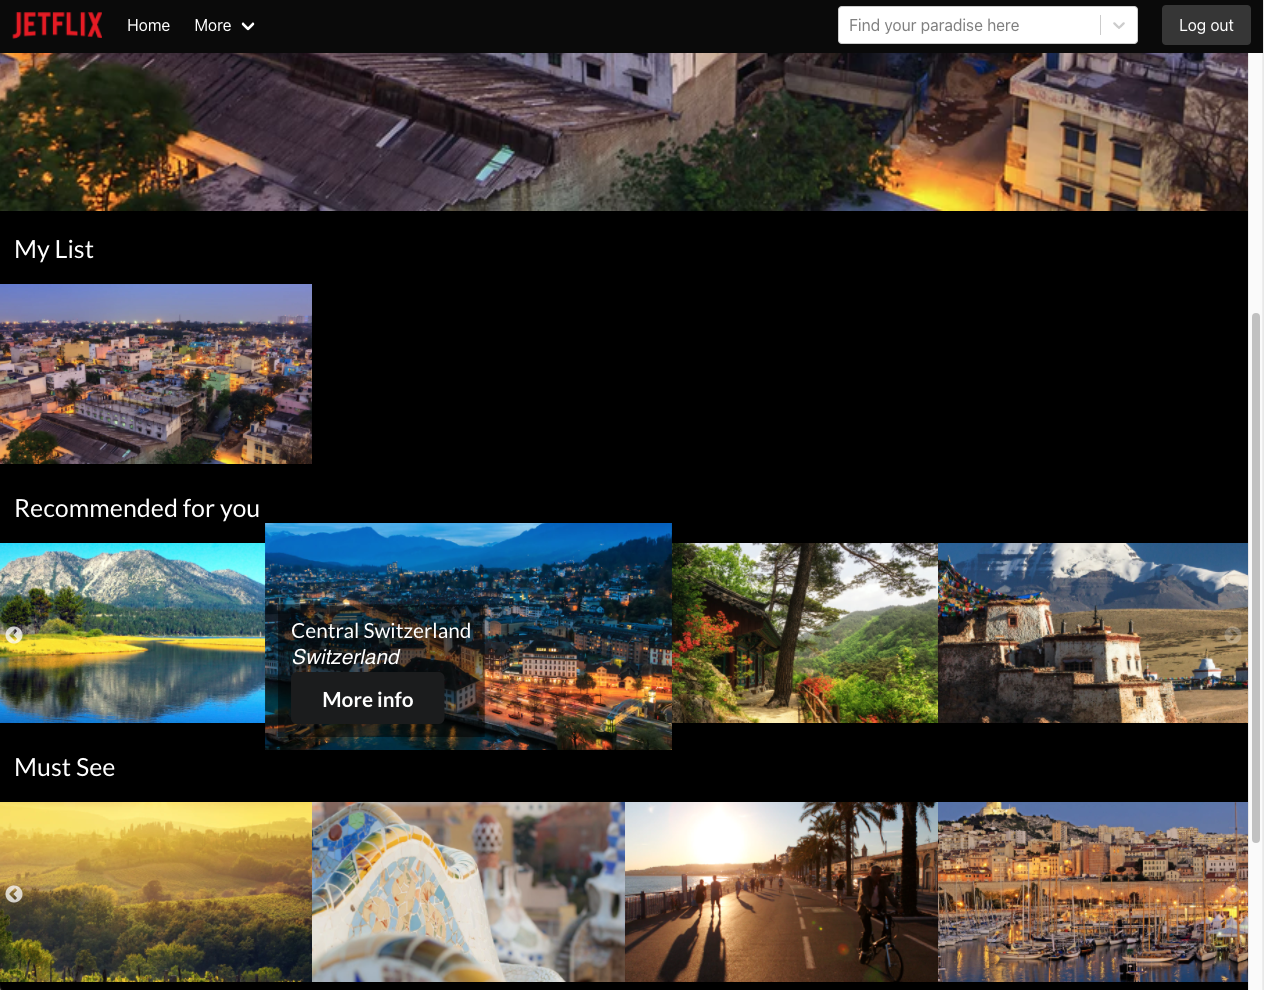 JETFLIX
Home
More
Find your paradise here
Log out
My List
Recommended for you
Central Switzerland
Switzerland
More info
Must See